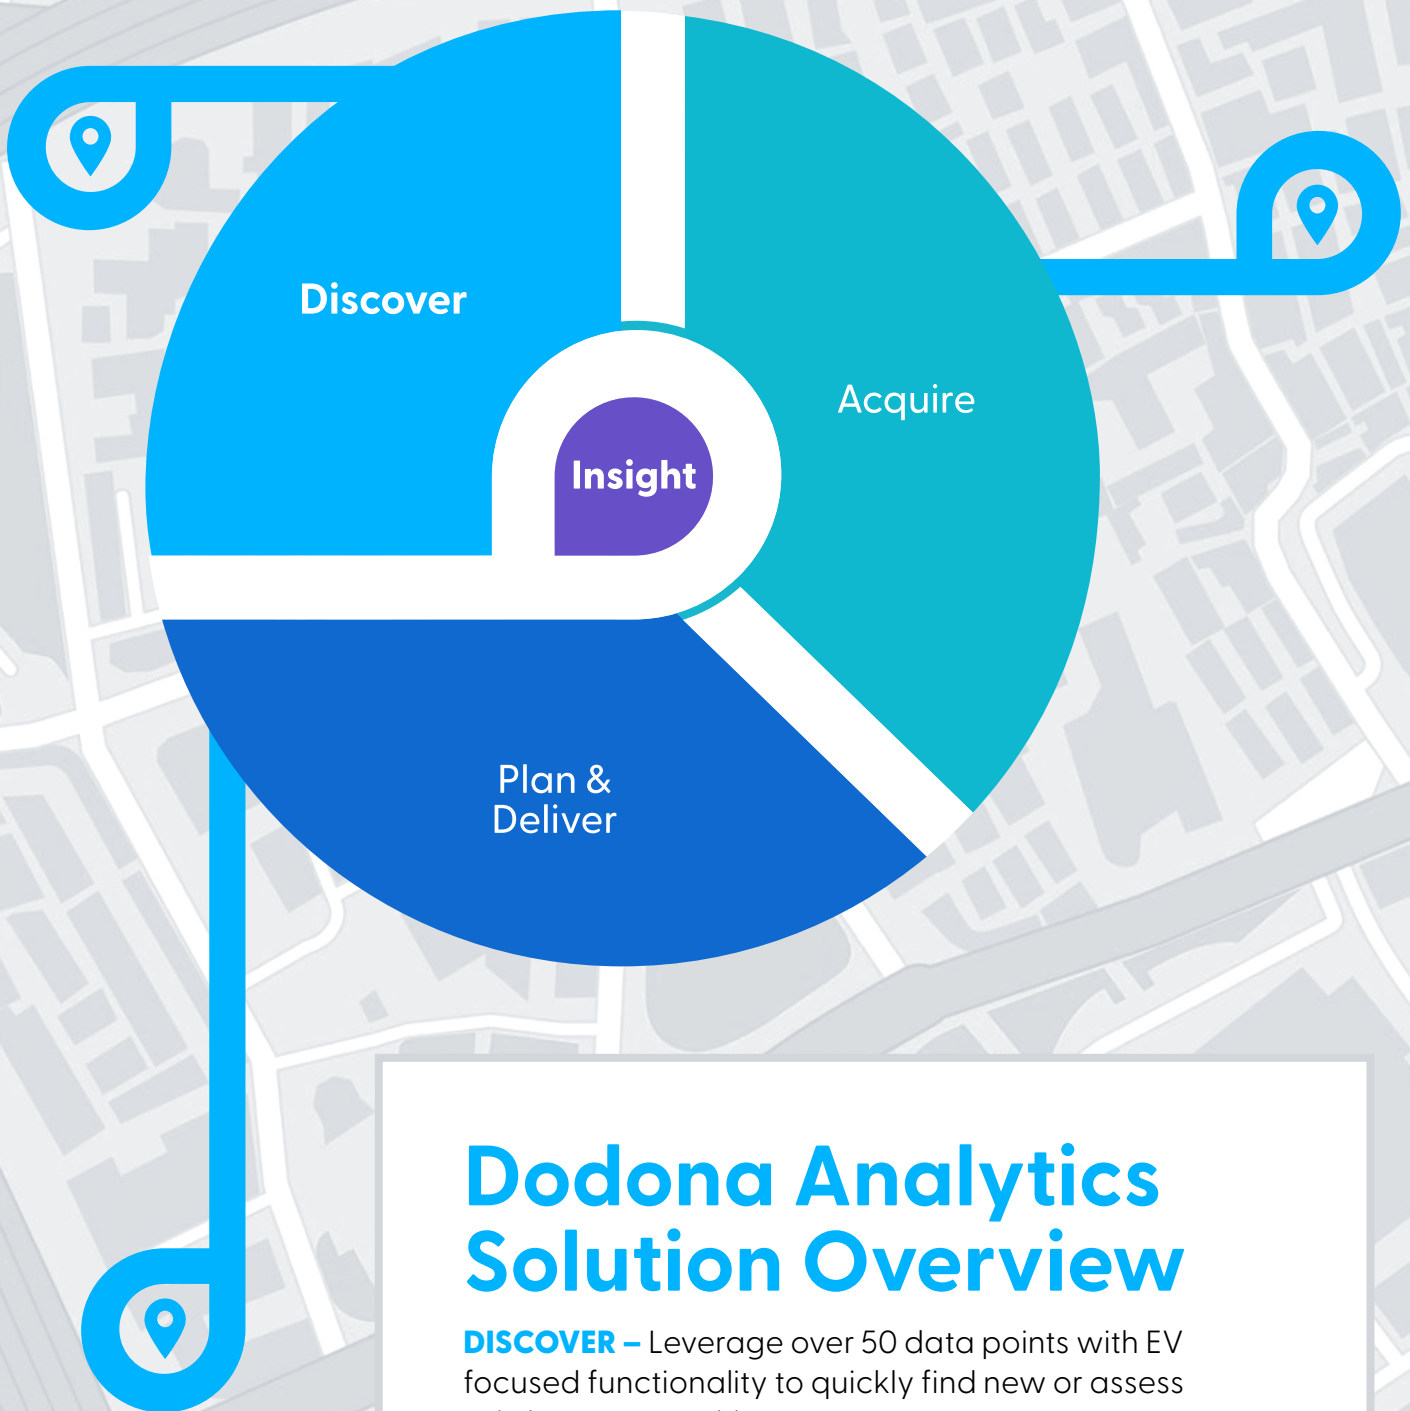 Discover
Acquire
Insight
Plan &
Deliver
Dodona Analytics
Solution Overview
DISCOVER – Leverage over 50 data points with EV
focused functionality to quickly find new or assess